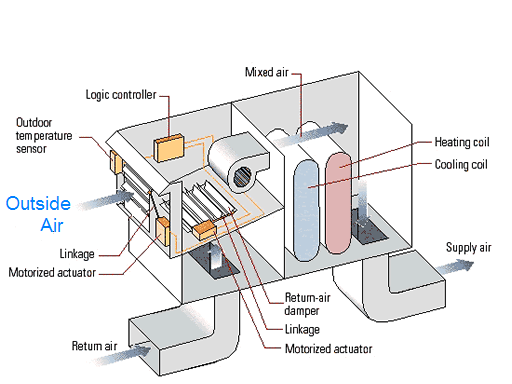 Mixed air
Logic controller
Outdoor
temperature
sensor
Heating coil
Cooling coil
Outside
Air
Linkage
Motorized actuator
Supply air
Return-air
damper
Linkage
Return air
Motorized actuator